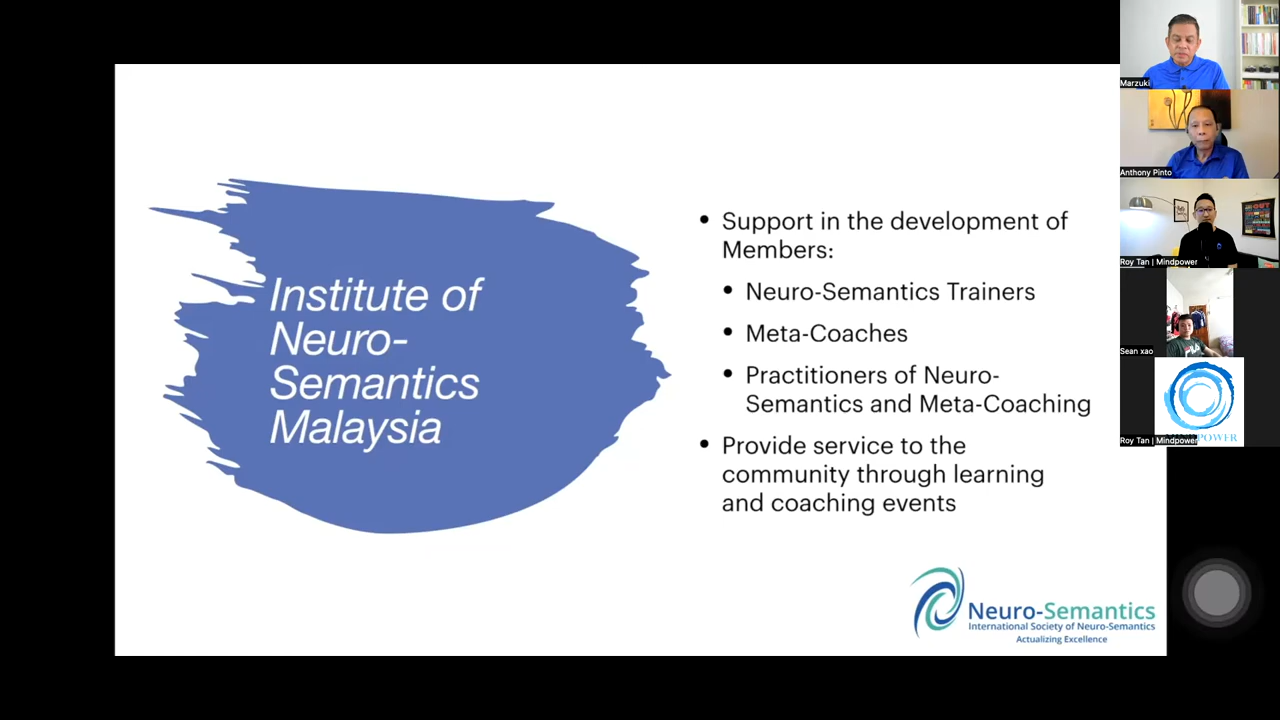 Institute of
Neuro-
Semantics
Malaysia
• Support in the development of
Members:
• Neuro-Semantics Trainers
• Meta-Coaches
• Practitioners of Neuro-
Semantics and Meta-Coaching
• Provide service to the
community through learning
and coaching events
Neuro-Semantics
International Society of Neuro-Semantics
Actualizing Excellence
Marzuki
Anthony Pinto
Roy Tan | Mindpower
Sean xao
Roy Tan | Mindpower